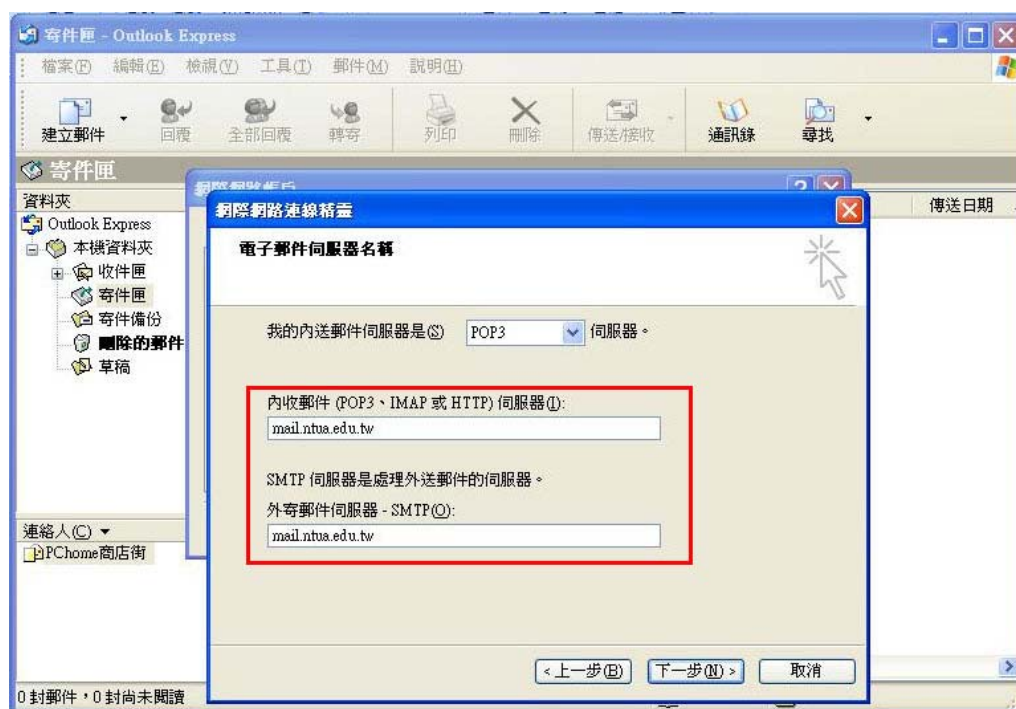 寄件匣 - Outlook Express
檔案(F) 編輯(E) 檢視(V) 工具(T) 郵件(M) 說明(H)
建立郵件 回覆 全部回覆 轉寄 列印 刪除 傳送/接收 通訊錄 尋找
寄件匣
資料夾
傳送日期
網際網路帳戶
網際網路連線精靈
Outlook Express
本機資料夾
收件匣
寄件匣
寄件備份
刪除的郵件
草稿
電子郵件伺服器名稱
我的內送郵件伺服器是(S) POP3 伺服器。
內收郵件 (POP3、IMAP 或 HTTP) 伺服器(I):
mail.ntua.edu.tw
SMTP 伺服器是處理外送郵件的伺服器。
外寄郵件伺服器 - SMTP(O):
mail.ntua.edu.tw
連絡人(C)
PChome商店街
<上一步(B) 下一步(N)> 取消
0 封郵件，0 封尚未閱讀